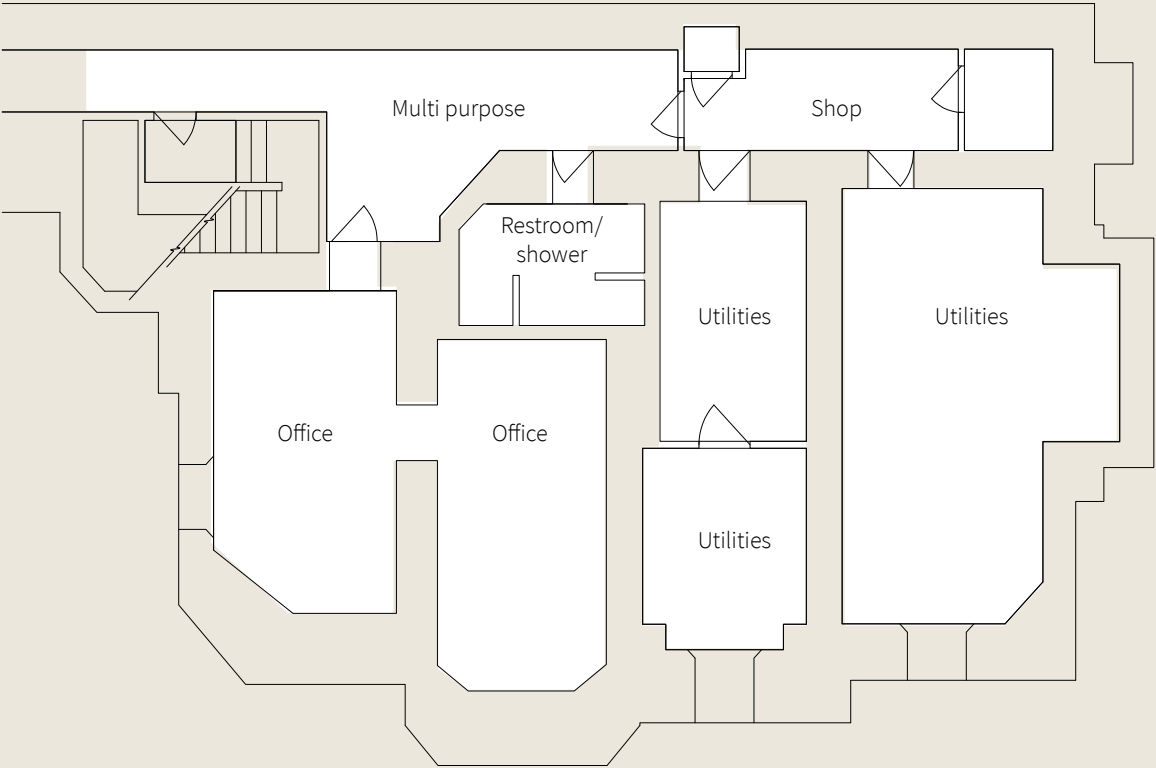 Multi purpose
Shop
Restroom/
shower
Utilities
Utilities
Office
Office
Utilities